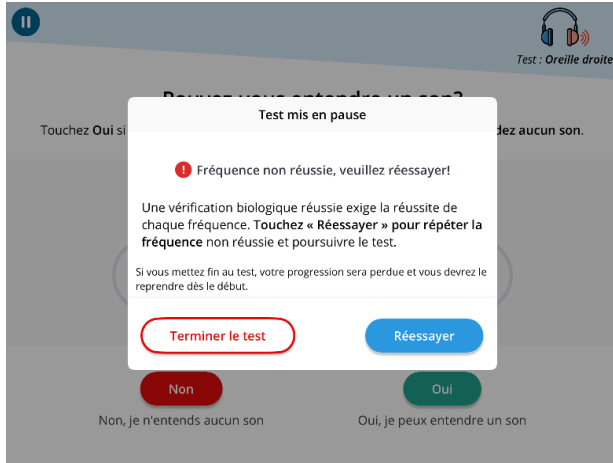 Test : Oreille droite
Pouvez-vous entendre un son?
Touchez Oui si
dez aucun son.
Test mis en pause
Fréquence non réussie, veuillez réessayer!
Une vérification biologique réussie exige la réussite de
chaque fréquence. Touchez « Réessayer » pour répéter la
fréquence non réussie et poursuivre le test.
Si vous mettez fin au test, votre progression sera perdue et vous devrez le
reprendre dès le début.
Terminer le test
Réessayer
Non
Oui
Non, je n'entends aucun son
Oui, je peux entendre un son